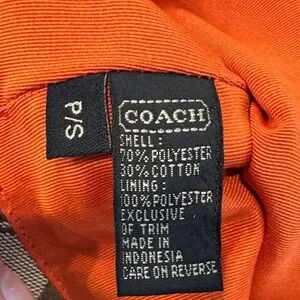 P/S
COACH
SHELL:
70% POLYESTER
30% COTTON
LINING:
100% POLYESTER
EXCLUSIVE
OF TRIM
MADE IN
INDONESIA
CARE ON REVERSE